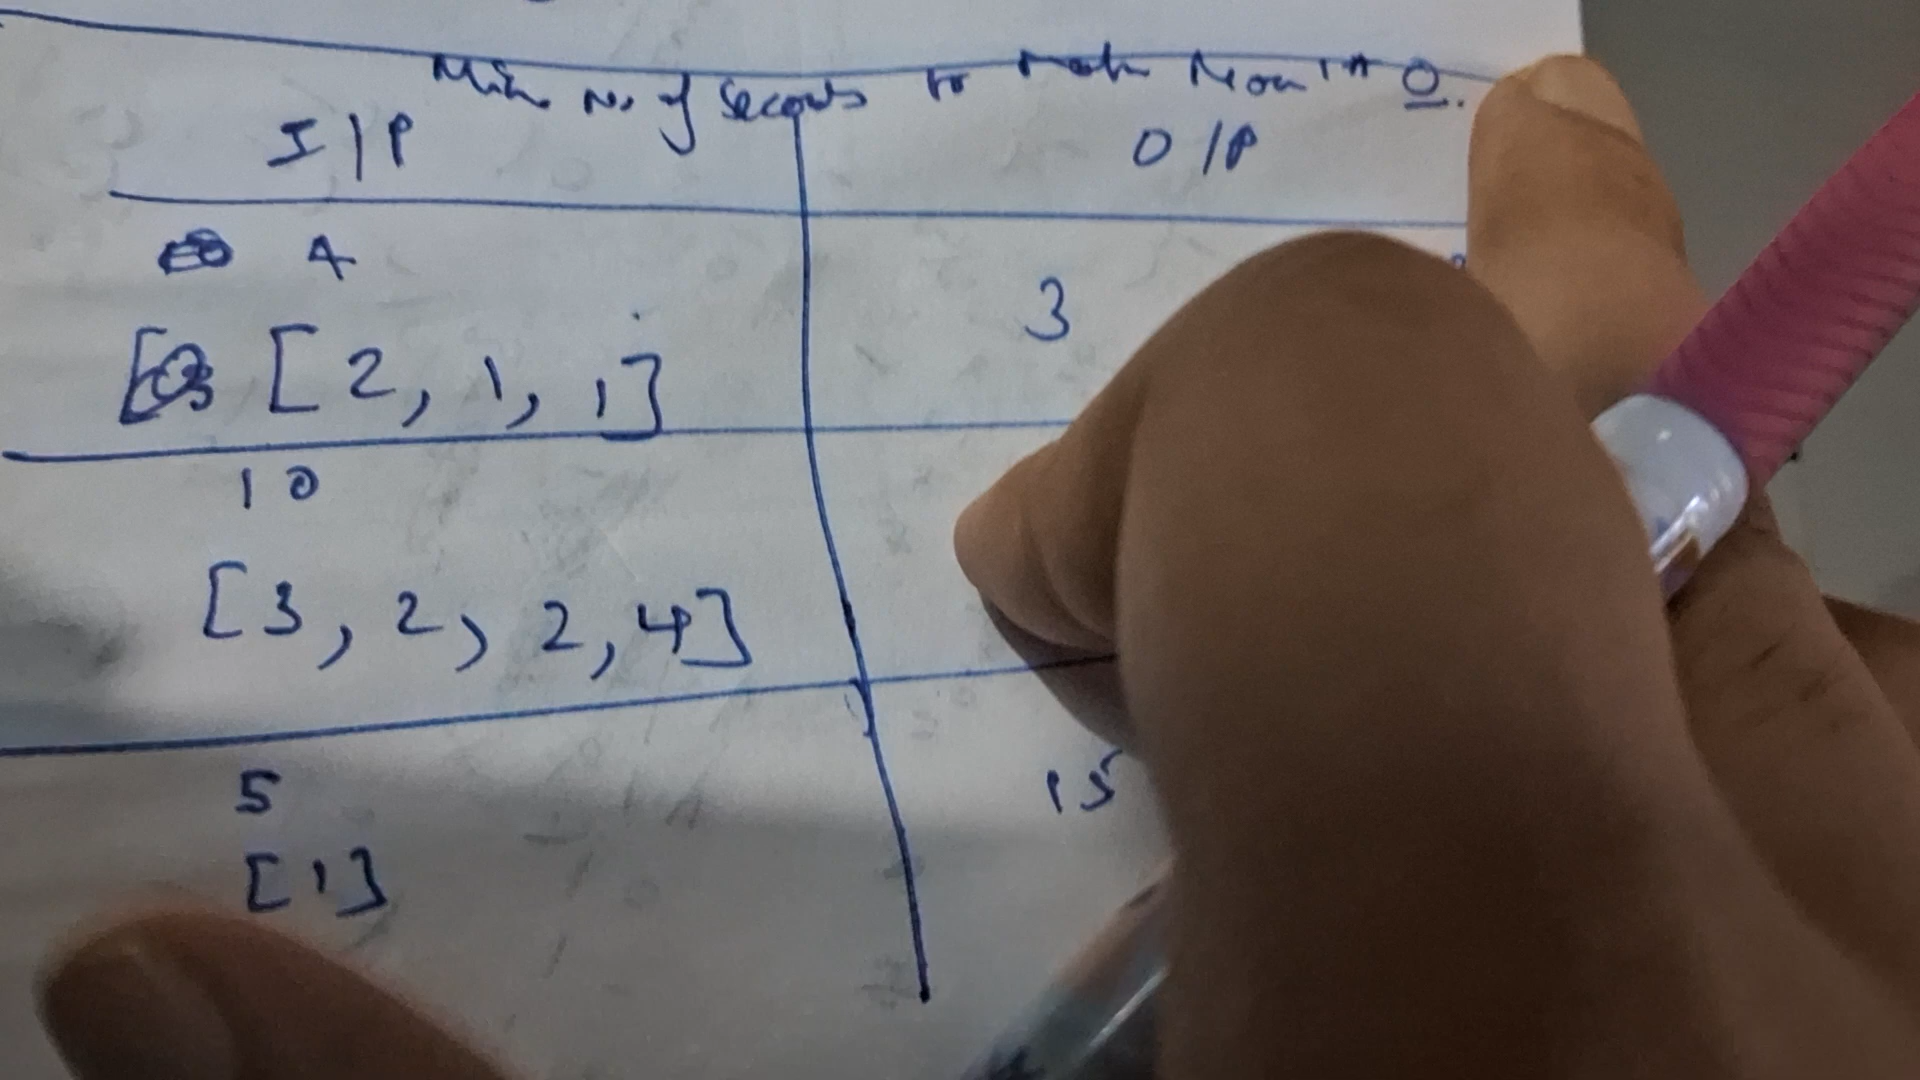 Min No. of Seconds to make Moun t n 0.
I/P O/P
4
3
[ [2, 1, 1]
10
[3, 2, 2, 4]
5
15
[1]